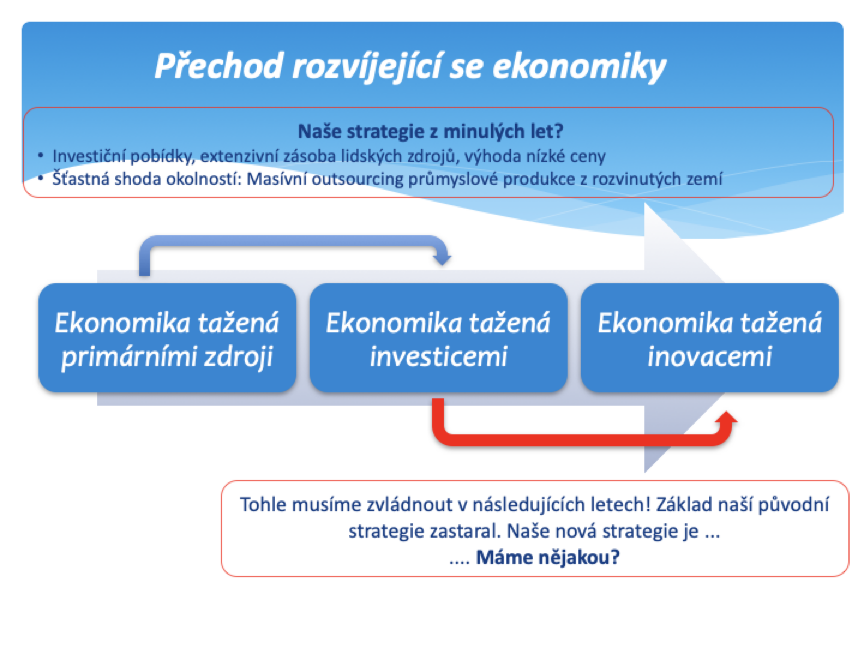 Přechod rozvíjející se ekonomiky
Naše strategie z minulých let?
• Investiční pobídky, extenzivní zásoba lidských zdrojů, výhoda nízké ceny
• Šťastná shoda okolností: Masívní outsourcing průmyslové produkce z rozvinutých zemí
Ekonomika tažená
primárními zdroji
Ekonomika tažená
investicemi
Ekonomika tažená
inovacemi
Tohle musíme zvládnout v následujících letech! Základ naší původní
strategie zastaral. Naše nová strategie je ...
.... Máme nějakou?